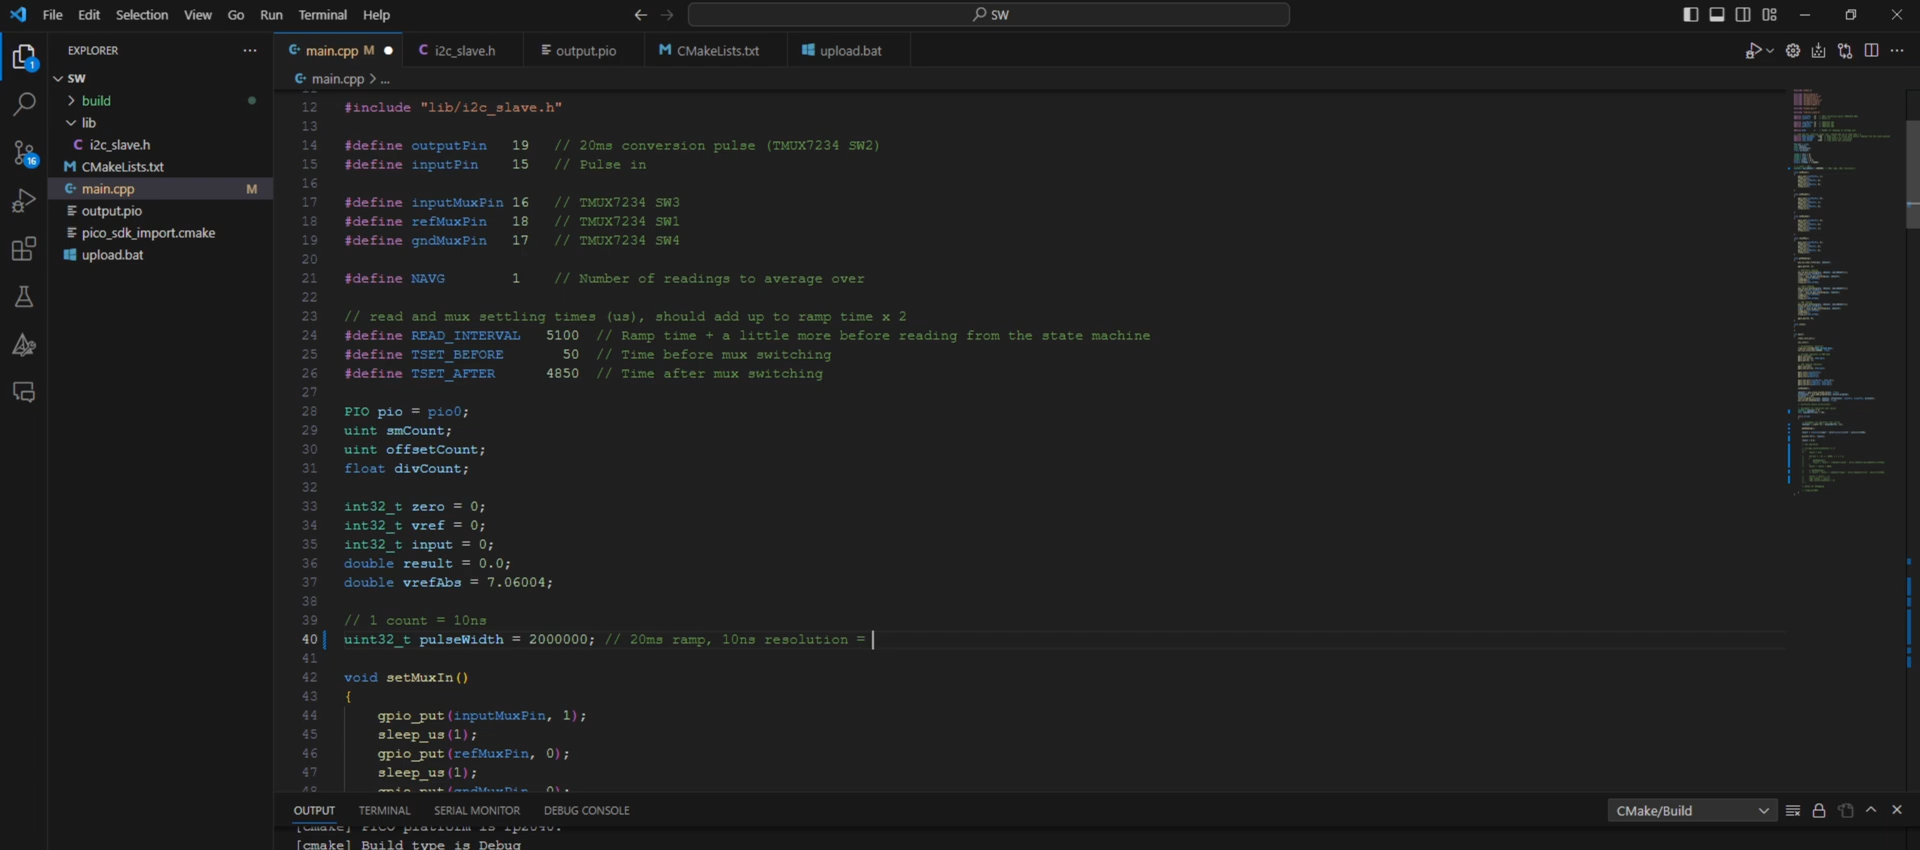 File Edit Selection View Go Run Terminal Help
SW
EXPLORER
main.cpp M
i2c_slave.h
output.pio
CMakeLists.txt
upload.bat
SW
build
lib
i2c_slave.h
CMakeLists.txt
main.cpp M
output.pio
pico_sdk_import.cmake
upload.bat
1
16
main.cpp > ...
12 #include "lib/i2c_slave.h"
13
14 #define outputPin 19 // 20ms conversion pulse (TMUX7234 SW2)
15 #define inputPin 15 // Pulse in
16
17 #define inputMuxPin 16 // TMUX7234 SW3
18 #define refMuxPin 18 // TMUX7234 SW1
19 #define gndMuxPin 17 // TMUX7234 SW4
20
21 #define NAVG 1 // Number of readings to average over
22
23 // read and mux settling times (us), should add up to ramp time x 2
24 #define READ_INTERVAL 5100 // Ramp time + a little more before reading from the state machine
25 #define TSET_BEFORE 50 // Time before mux switching
26 #define TSET_AFTER 4850 // Time after mux switching
27
28 PIO pio = pio0;
29 uint smCount;
30 uint offsetCount;
31 float divCount;
32
33 int32_t zero = 0;
34 int32_t vref = 0;
35 int32_t input = 0;
36 double result = 0.0;
37 double vrefAbs = 7.06004;
38
39 // 1 count = 10ns
40 uint32_t pulseWidth = 2000000; // 20ms ramp, 10ns resolution =
41
42 void setMuxIn()
43 {
44 gpio_put(inputMuxPin, 1);
45 sleep_us(1);
46 gpio_put(refMuxPin, 0);
47 sleep_us(1);
48 gpio_put(gndMuxPin, 0);
OUTPUT TERMINAL SERIAL MONITOR DEBUG CONSOLE
CMake/Build
[cmake] PICO platform is rp2040.
[cmake] Build type is Debug